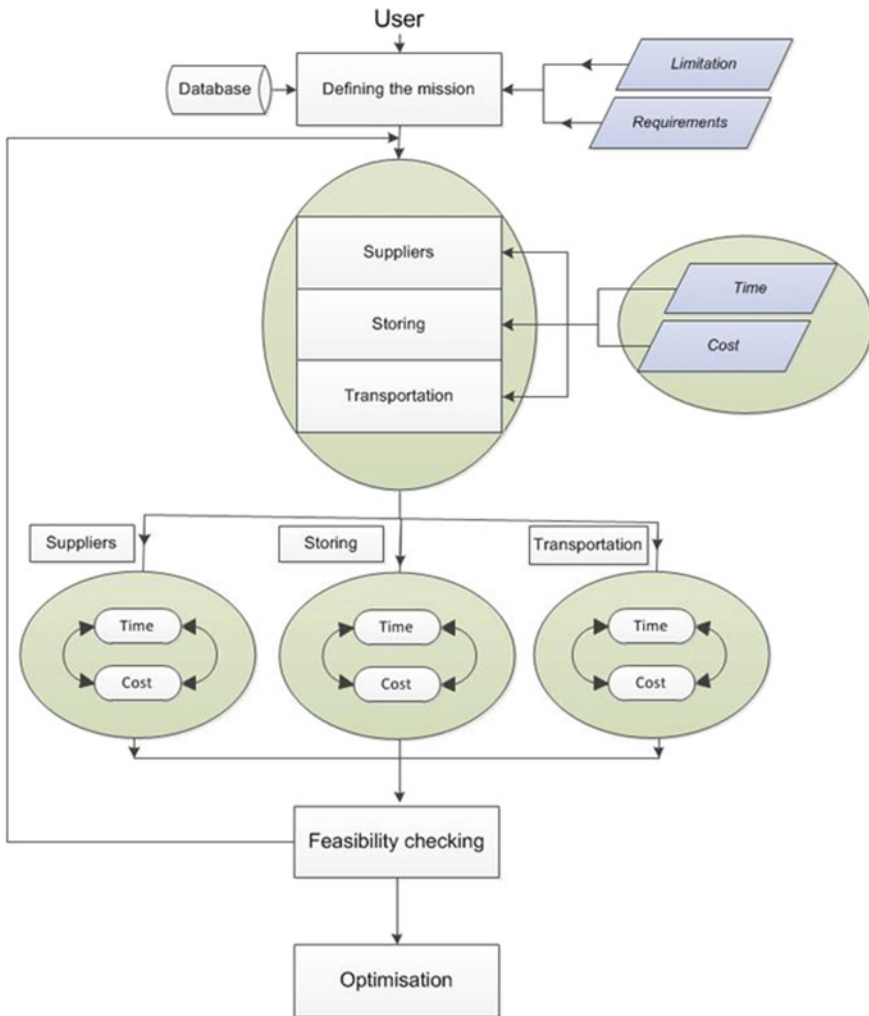 User
Database
Defining the mission
Limitation
Requirements
Suppliers
Storing
Transportation
Time
Cost
Suppliers
Storing
Transportation
Time
Cost
Time
Cost
Time
Cost
Feasibility checking
Optimisation